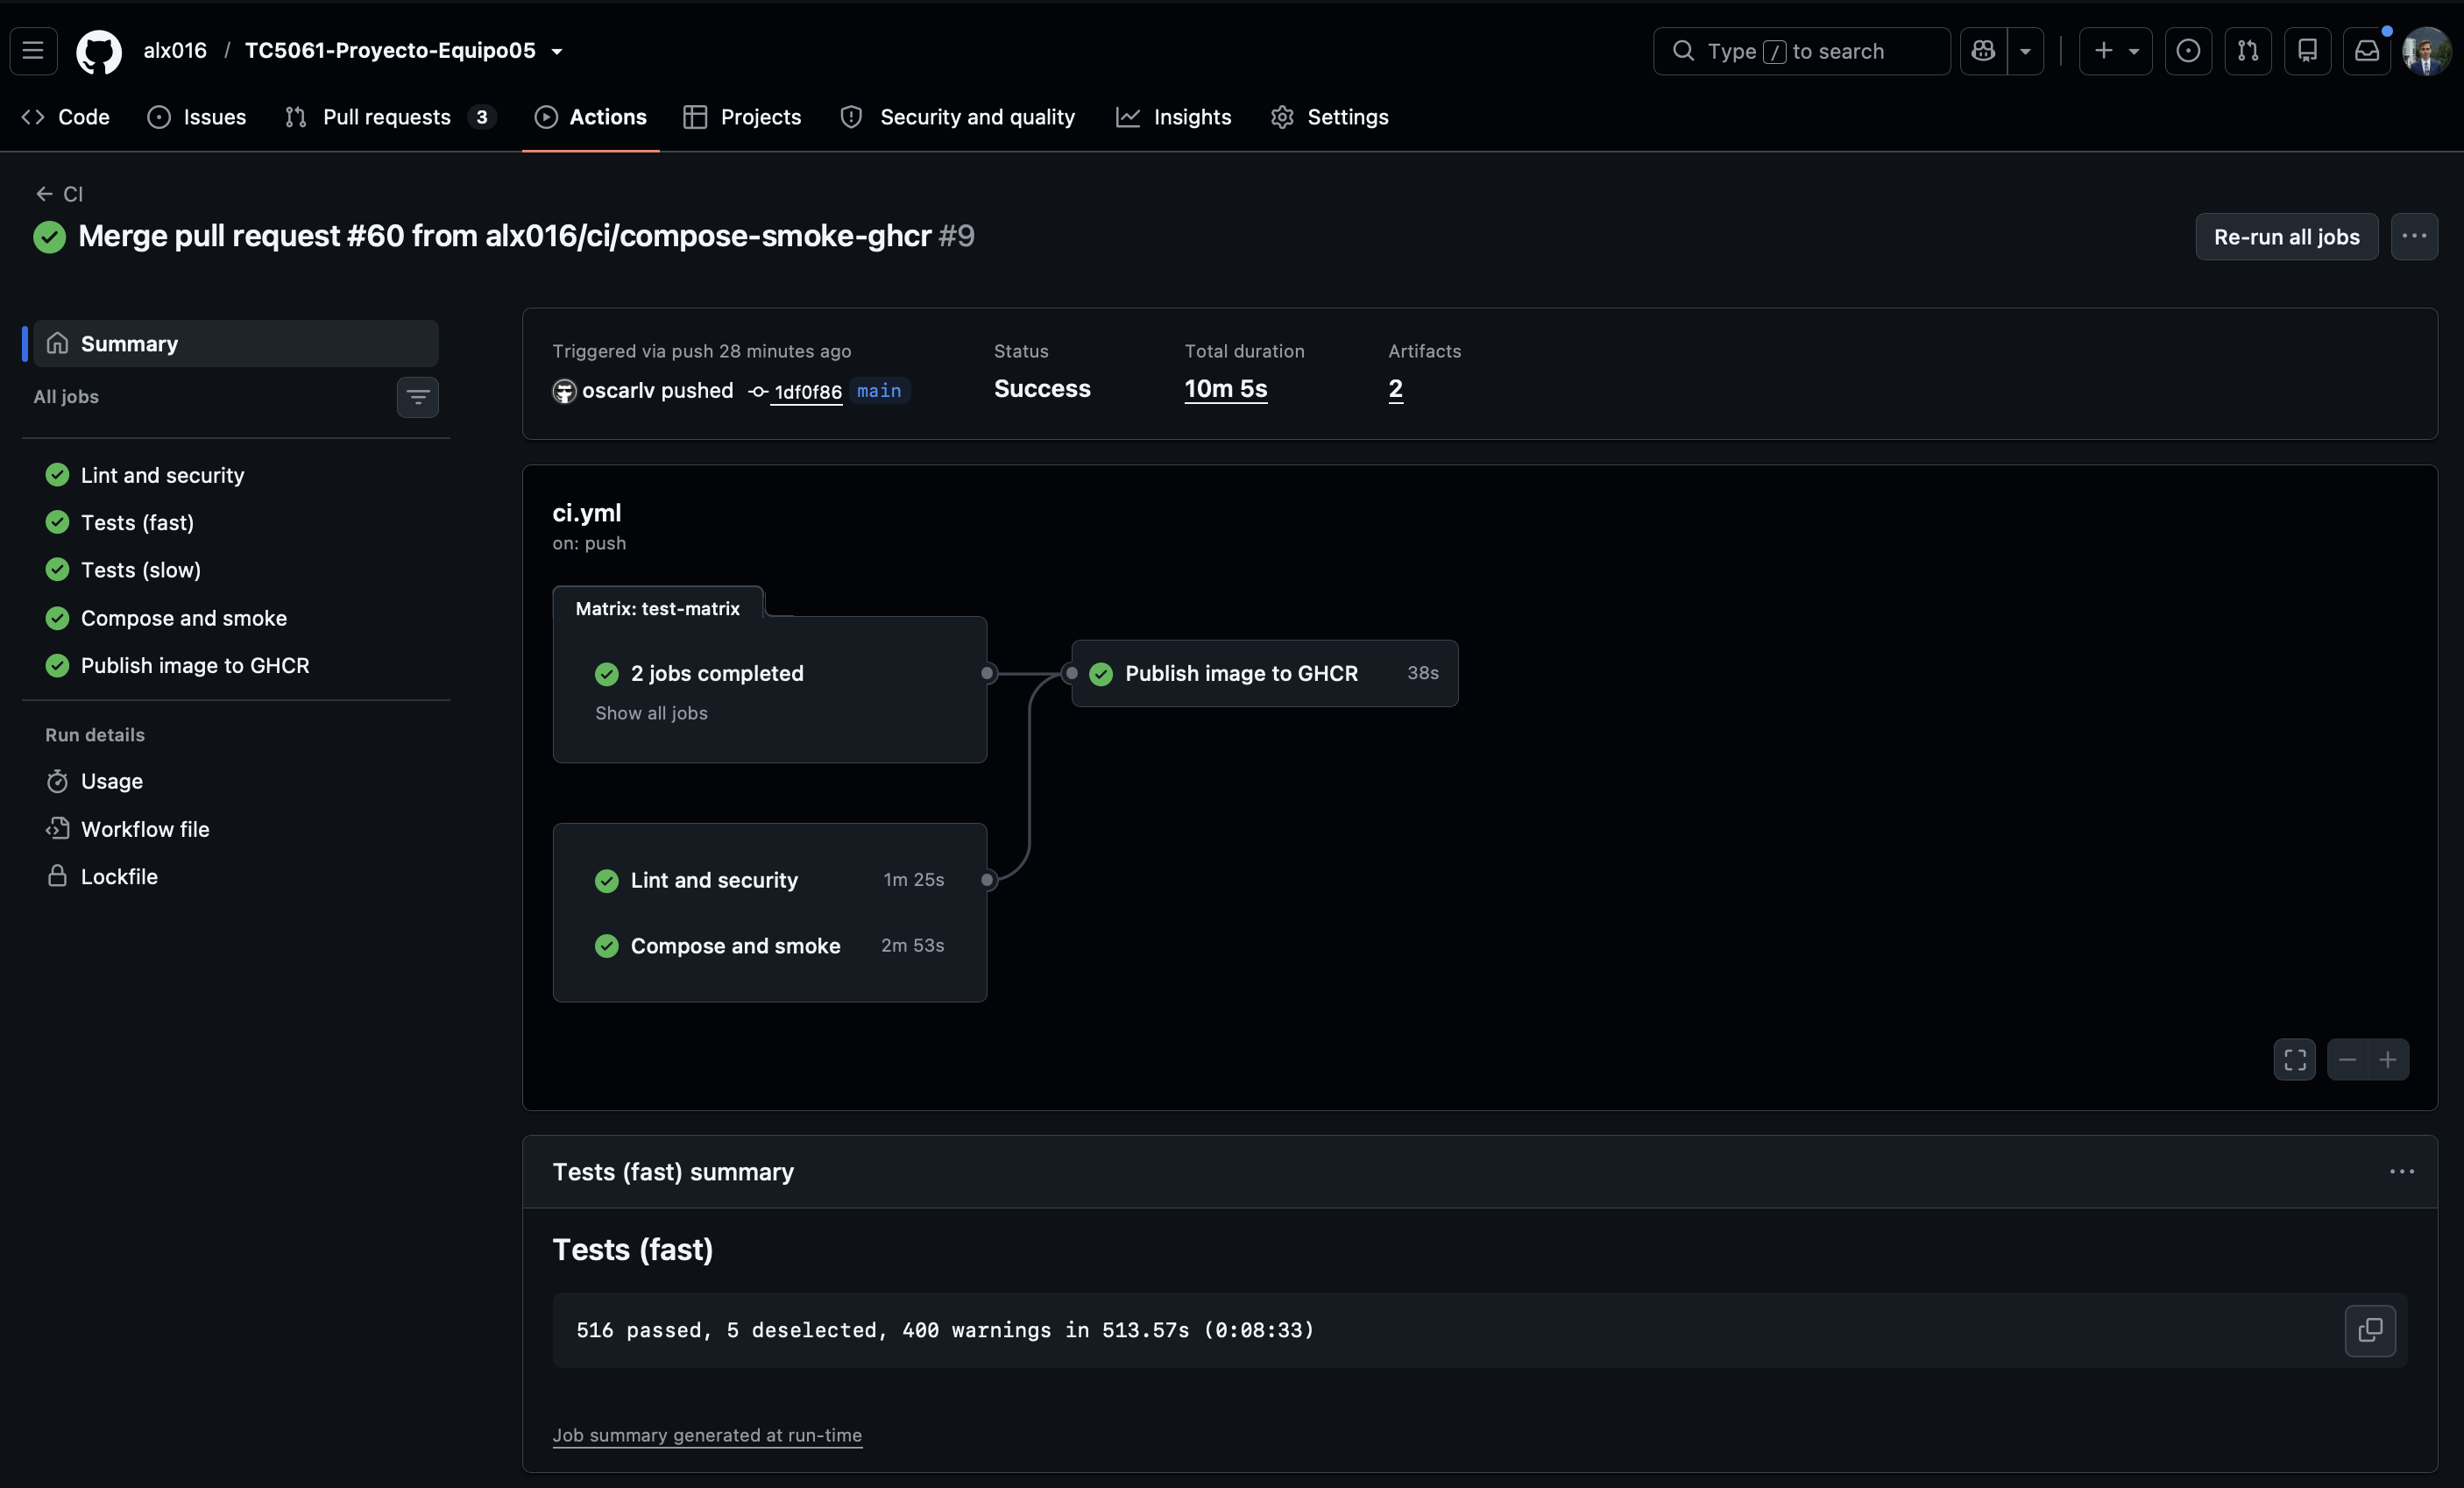 alx016 / TC5061-Proyecto-Equipo05
Type / to search
Code
Issues
Pull requests 3
Actions
Projects
Security and quality
Insights
Settings
CI
Merge pull request #60 from alx016/ci/compose-smoke-ghcr #9
Re-run all jobs
Summary
All jobs
Lint and security
Tests (fast)
Tests (slow)
Compose and smoke
Publish image to GHCR
Run details
Usage
Workflow file
Lockfile
Triggered via push 28 minutes ago
oscarlv pushed 1df0f86 main
Status
Success
Total duration
10m 5s
Artifacts
2
ci.yml
on: push
Matrix: test-matrix
2 jobs completed
Show all jobs
Publish image to GHCR 38s
Lint and security 1m 25s
Compose and smoke 2m 53s
Tests (fast) summary
Tests (fast)
516 passed, 5 deselected, 400 warnings in 513.57s (0:08:33)
Job summary generated at run-time